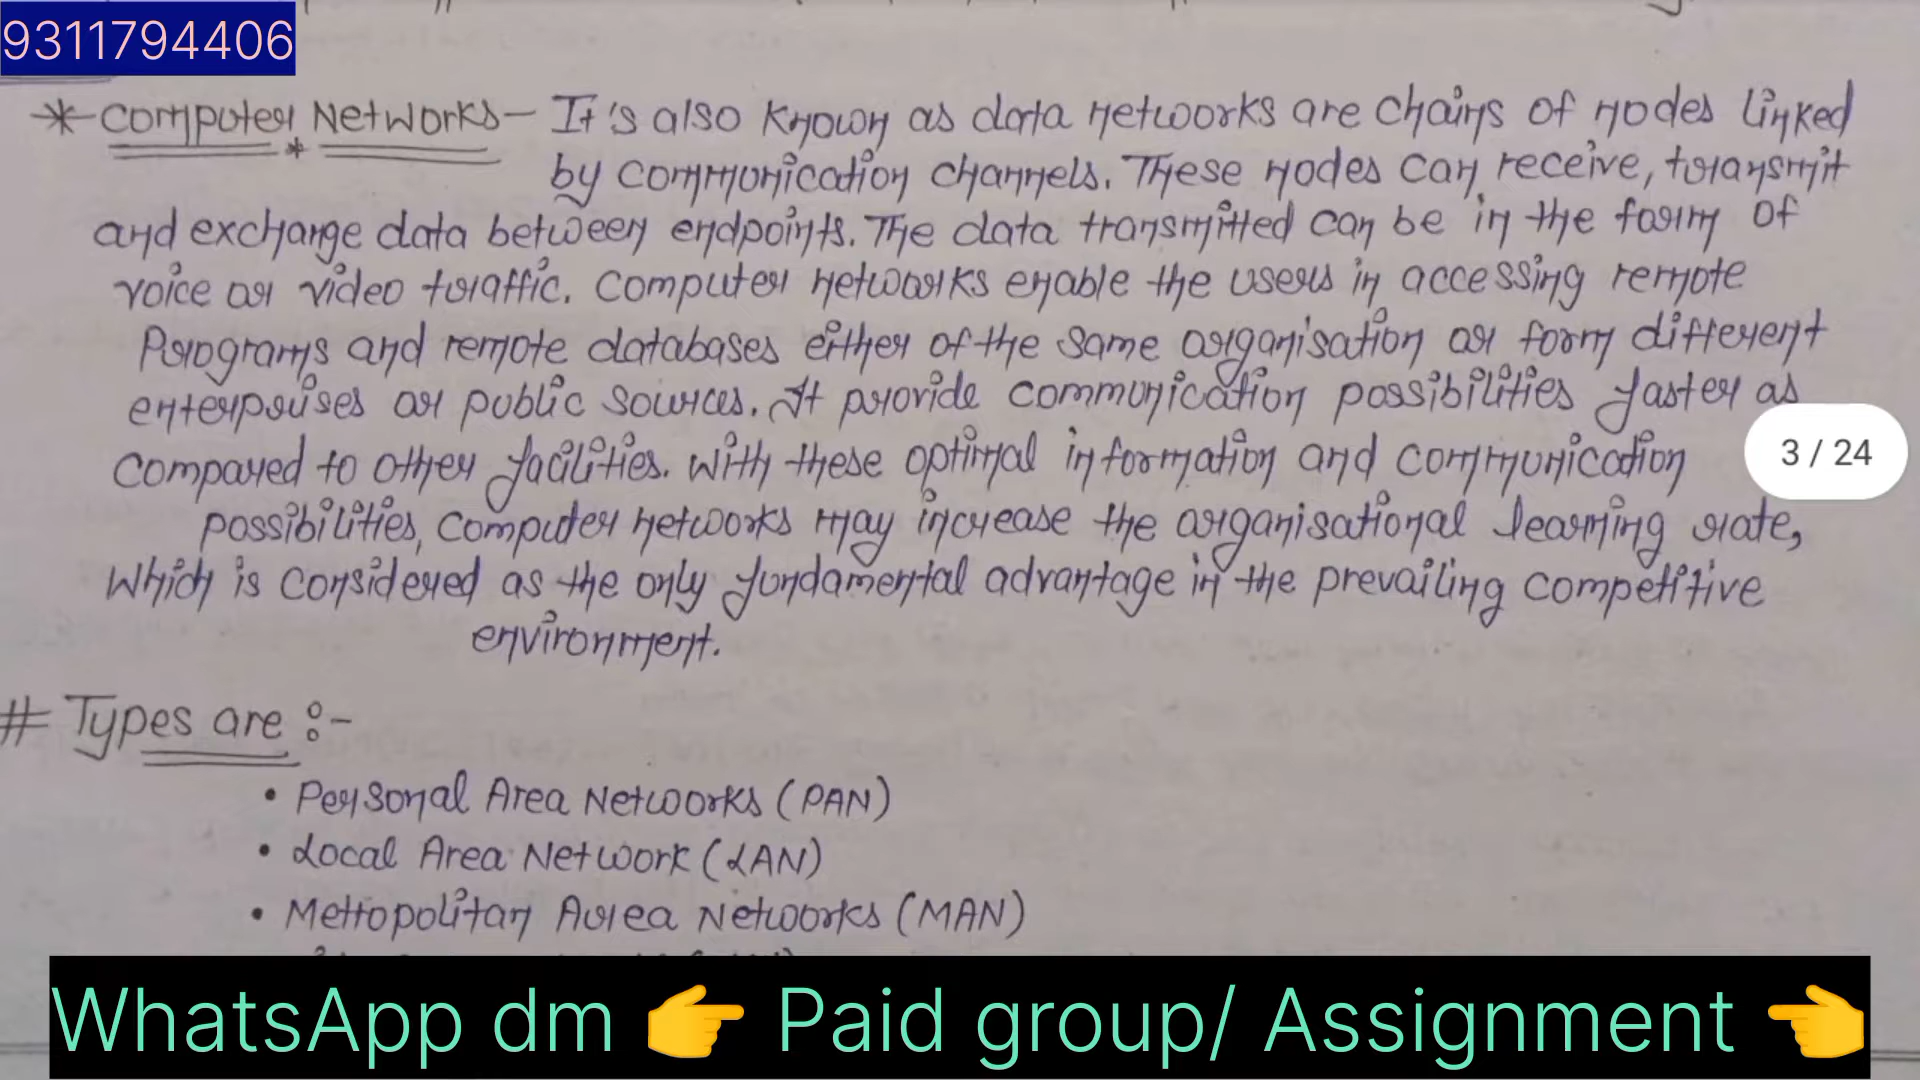 9311794406
* Computer Networks - It's also known as data networks are chains of nodes linked
by communication channels. These nodes can receive, transmit
and exchange data between endpoints. The data transmitted can be in the form of
voice or video traffic. Computer networks enable the users in accessing remote
Programs and remote databases either of the same organisation or form different
enterprises or public sources. It provide communication possibilities faster as
compared to other facilities. With these optimal information and communication
3 / 24
possibilities, Computer networks may increase the organisational learning rate,
Which is considered as the only fundamental advantage in the prevailing competitive
environment.
# Types are :-
• Personal Area Networks (PAN)
• Local Area Network (LAN)
• Metropolitan Area Networks (MAN)
WhatsApp dm 👉 Paid group/ Assignment 👈